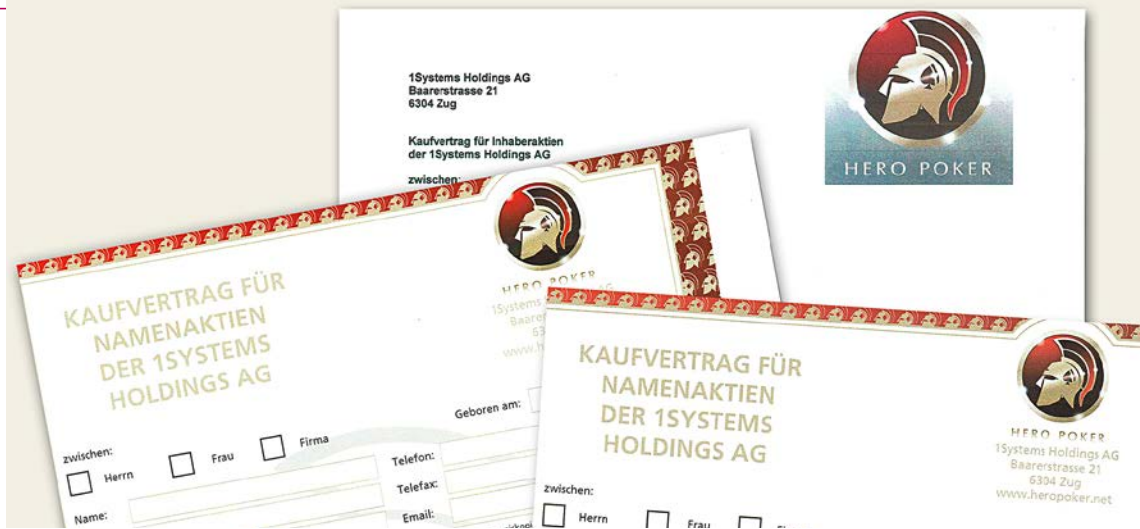 1Systems Holdings AG
Baarerstrasse 21
6304 Zug
Kaufvertrag für Inhaberaktien
der 1Systems Holdings AG
zwischen:
HERO POKER
KAUFVERTRAG FÜR
NAMENAKTIEN
DER 1SYSTEMS
HOLDINGS AG
HERO POKER
1Systems
zwischen:
Herrn
Frau
Firma
Geboren am:
Name:
Telefon:
Telefax:
Email:
KAUFVERTRAG FÜR
NAMENAKTIEN
DER 1SYSTEMS
HOLDINGS AG
HERO POKER
1Systems Holdings AG
Baarerstrasse 21
6304 Zug
www.heropoker.net
zwischen:
Herrn
Frau